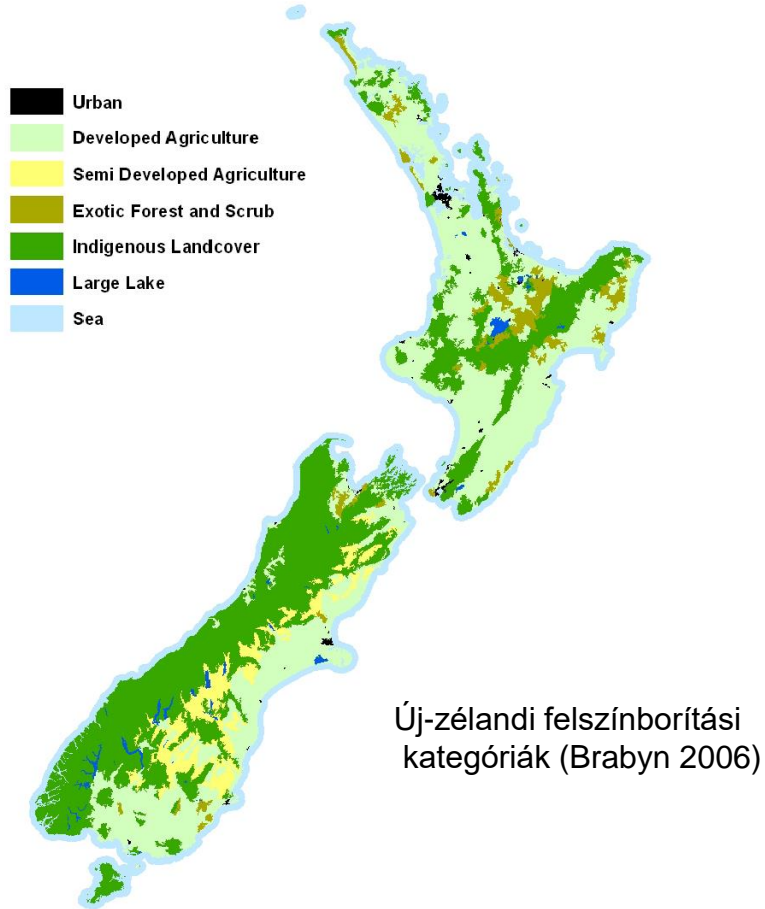 Urban
Developed Agriculture
Semi Developed Agriculture
Exotic Forest and Scrub
Indigenous Landcover
Large Lake
Sea
Új-zélandi felszínborítási
kategóriák (Brabyn 2006)